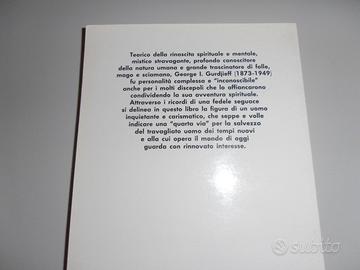 Teorico della rinascita spirituale e mentale,
mistico stravagante, profondo conoscitore
della natura umana e grande trascinatore di folle,
mago e sciamano, George I. Gurdjieff (1873-1949)
fu personalità complessa e "inconoscibile"
anche per i molti discepoli che lo affiancarono
condividendo la sua avventura spirituale.
Attraverso i ricordi di una fedele seguace
si delinea in questo libro la figura di un uomo
inquietante e carismatico, che seppe e volle
indicare una "quarta via" per la salvezza
del travagliato uomo dei tempi nuovi
e alla cui opera il mondo di oggi
guarda con rinnovato interesse.
subito.it